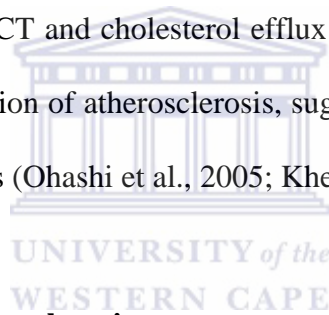 CT and cholesterol efflux
ion of atherosclerosis, sug
s (Ohashi et al., 2005; Khe
UNIVERSITY of the
WESTERN CAPE